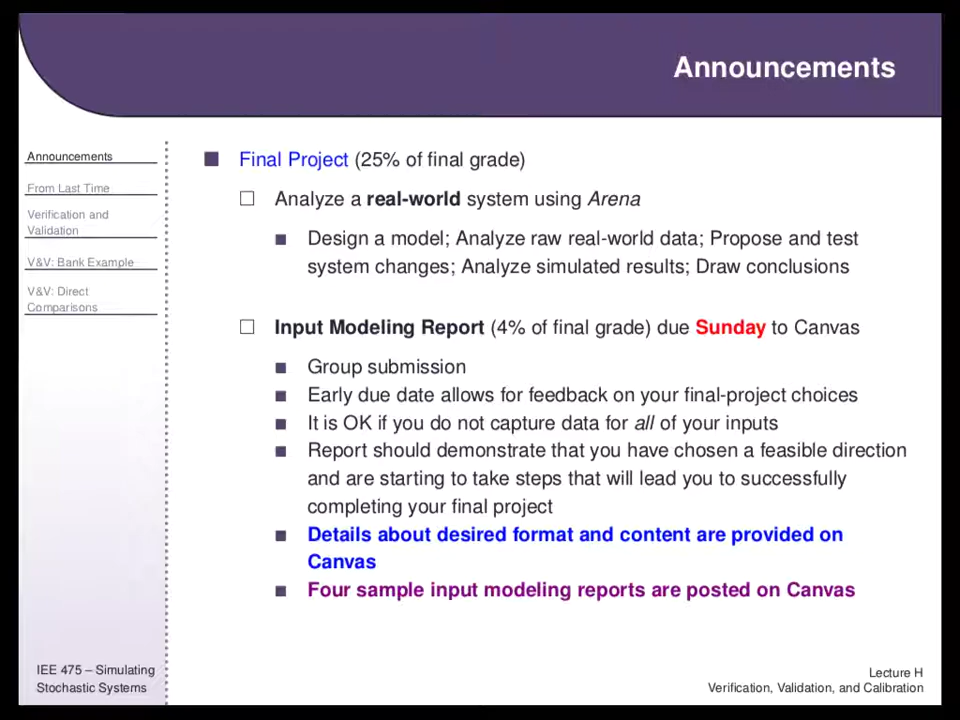 Announcements
Announcements
From Last Time
Verification and
Validation
V&V: Bank Example
V&V: Direct
Comparisons
Final Project (25% of final grade)
Analyze a real-world system using Arena
Design a model; Analyze raw real-world data; Propose and test
system changes; Analyze simulated results; Draw conclusions
Input Modeling Report (4% of final grade) due Sunday to Canvas
Group submission
Early due date allows for feedback on your final-project choices
It is OK if you do not capture data for all of your inputs
Report should demonstrate that you have chosen a feasible direction
and are starting to take steps that will lead you to successfully
completing your final project
Details about desired format and content are provided on
Canvas
Four sample input modeling reports are posted on Canvas
IEE 475 – Simulating
Stochastic Systems
Lecture H
Verification, Validation, and Calibration